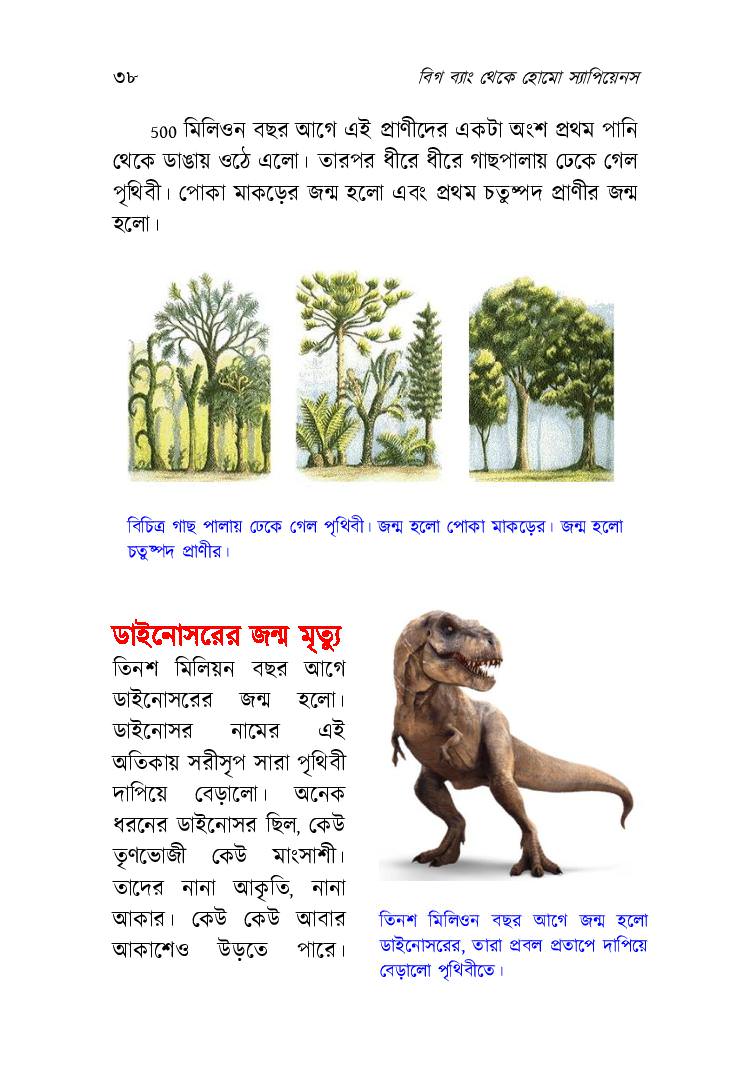 ৩৮ বিগ ব্যাং থেকে হোমো স্যাপিয়েনস
500 মিলিওন বছর আগে এই প্রাণীদের একটা অংশ প্রথম পানি
থেকে ডাঙায় ওঠে এলো। তারপর ধীরে ধীরে গাছপালায় ঢেকে গেল
পৃথিবী। পোকা মাকড়ের জন্ম হলো এবং প্রথম চতুষ্পদ প্রাণীর জন্ম
হলো।
বিচিত্র গাছ পালায় ঢেকে গেল পৃথিবী। জন্ম হলো পোকা মাকড়ের। জন্ম হলো
চতুষ্পদ প্রাণীর।
ডাইনোসরের জন্ম মৃত্যু
তিনশ মিলিয়ন বছর আগে
ডাইনোসরের জন্ম হলো।
ডাইনোসর নামের এই
অতিকায় সরীসৃপ সারা পৃথিবী
দাপিয়ে বেড়ালো। অনেক
ধরনের ডাইনোসর ছিল, কেউ
তৃণভোজী কেউ মাংসাশী।
তাদের নানা আকৃতি, নানা
আকার। কেউ কেউ আবার
আকাশেও উড়তে পারে।
তিনশ মিলিওন বছর আগে জন্ম হলো
ডাইনোসরের, তারা প্রবল প্রতাপে দাপিয়ে
বেড়ালো পৃথিবীতে।